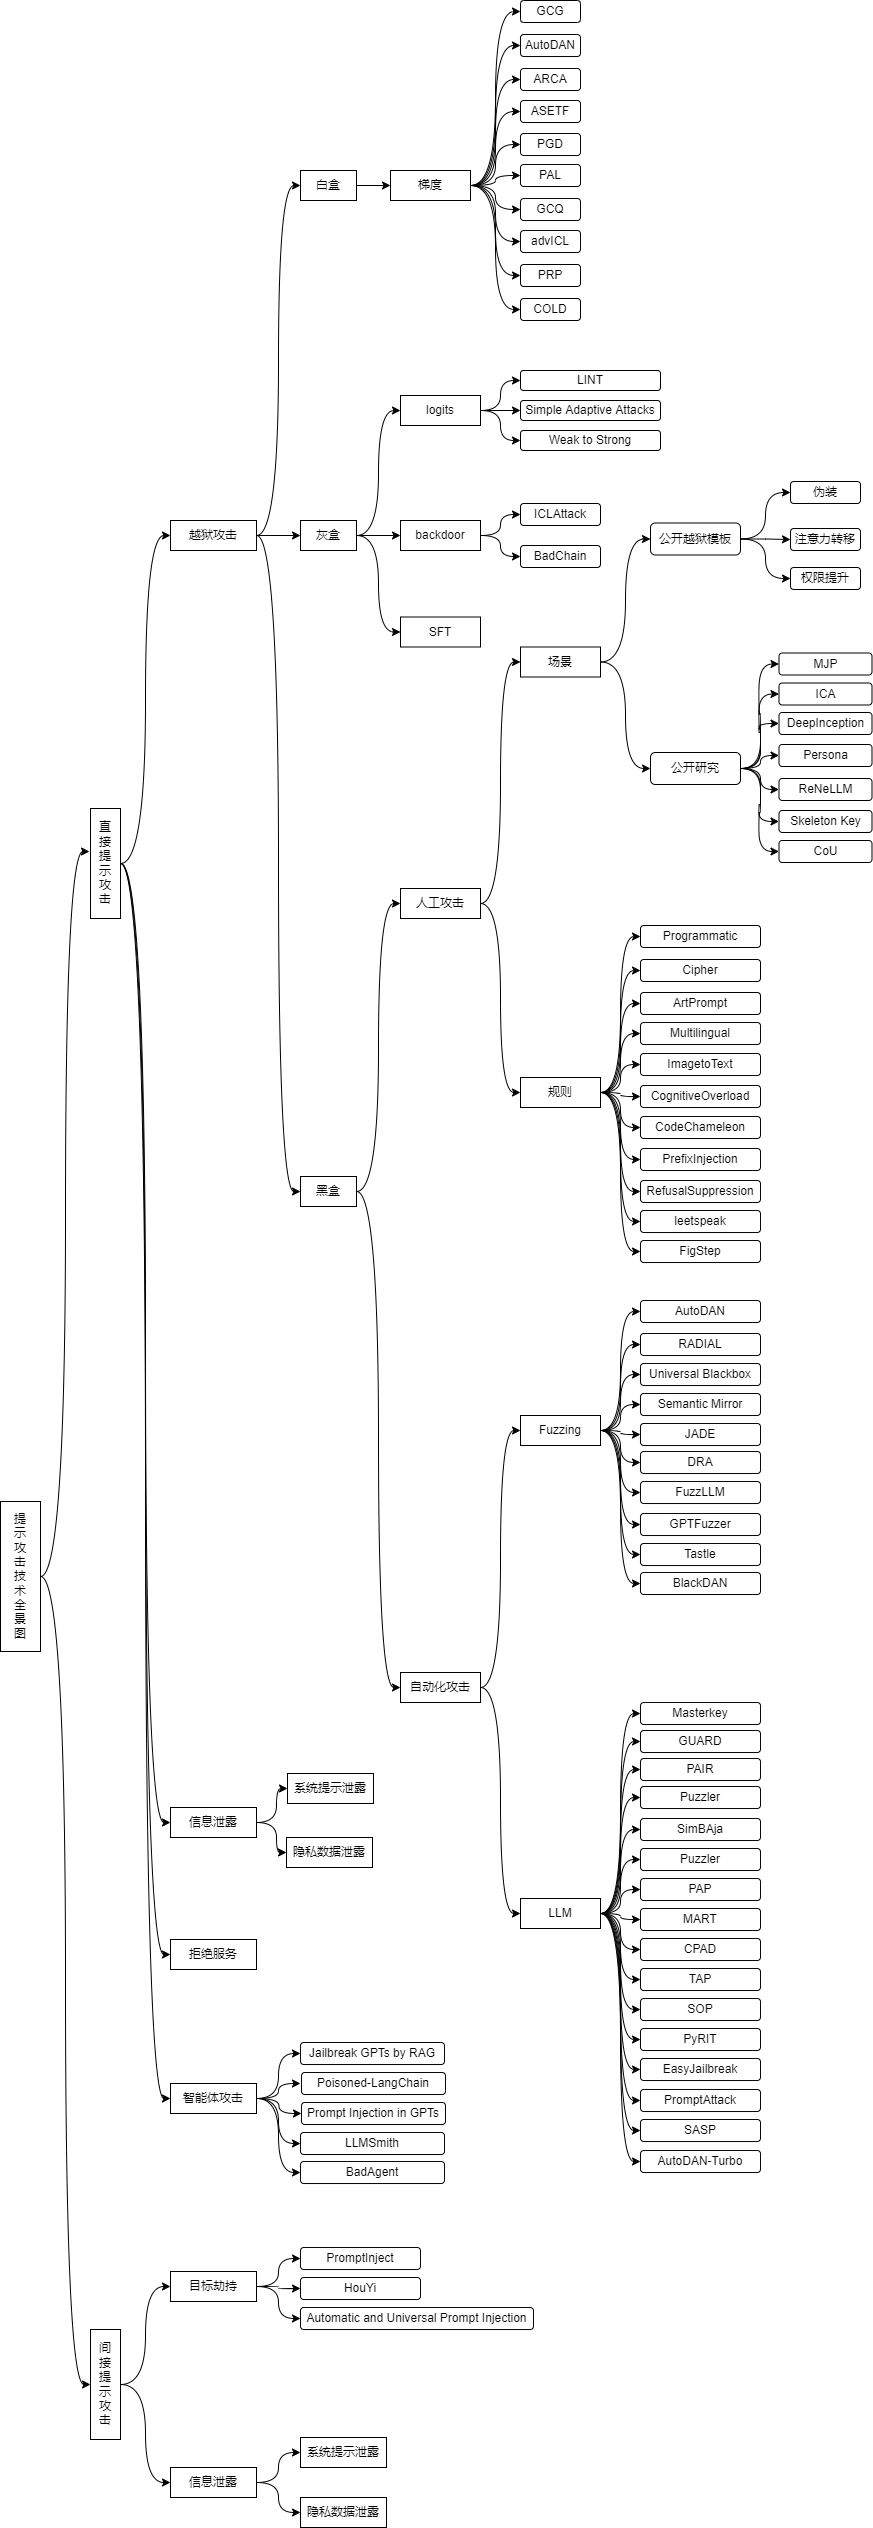 提示攻击技术全景图
直接提示攻击
越狱攻击
白盒
梯度
GCG
AutoDAN
ARCA
ASETF
PGD
PAL
GCQ
advICL
PRP
COLD
灰盒
logits
LINT
Simple Adaptive Attacks
Weak to Strong
backdoor
ICLAttack
BadChain
SFT
黑盒
人工攻击
场景
公开越狱模板
伪装
注意力转移
权限提升
公开研究
MJP
ICA
DeepInception
Persona
ReNeLLM
Skeleton Key
CoU
规则
Programmatic
Cipher
ArtPrompt
Multilingual
ImagetoText
CognitiveOverload
CodeChameleon
PrefixInjection
RefusalSuppression
leetspeak
FigStep
自动化攻击
Fuzzing
AutoDAN
RADIAL
Universal Blackbox
Semantic Mirror
JADE
DRA
FuzzLLM
GPTFuzzer
Tastle
BlackDAN
LLM
Masterkey
GUARD
PAIR
Puzzler
SimBAja
Puzzler
PAP
MART
CPAD
TAP
SOP
PyRIT
EasyJailbreak
PromptAttack
SASP
AutoDAN-Turbo
信息泄露
系统提示泄露
隐私数据泄露
拒绝服务
智能体攻击
Jailbreak GPTs by RAG
Poisoned-LangChain
Prompt Injection in GPTs
LLMSmith
BadAgent
间接提示攻击
目标劫持
PromptInject
HouYi
Automatic and Universal Prompt Injection
信息泄露
系统提示泄露
隐私数据泄露